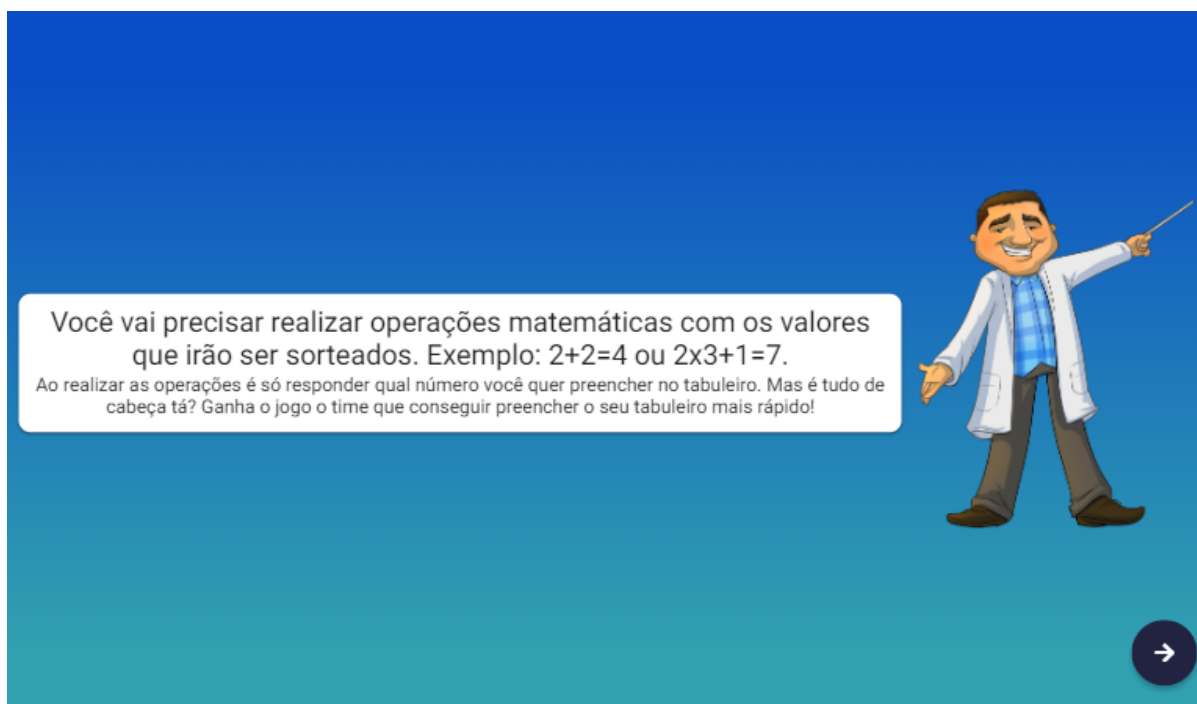 Você vai precisar realizar operações matemáticas com os valores
que irão ser sorteados. Exemplo: 2+2=4 ou 2x3+1=7.
Ao realizar as operações é só responder qual número você quer preencher no tabuleiro. Mas é tudo de
cabeça tá? Ganha o jogo o time que conseguir preencher o seu tabuleiro mais rápido!